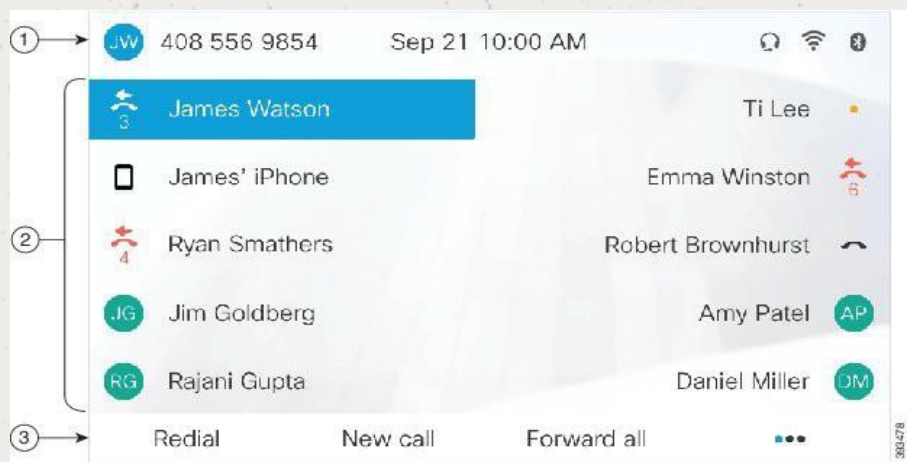 1 JW 408 556 9854 Sep 21 10:00 AM
3 James Watson Ti Lee
James' iPhone Emma Winston 6
2
4 Ryan Smathers Robert Brownhurst
JG Jim Goldberg Amy Patel AP
RG Rajani Gupta Daniel Miller DM
3 Redial New call Forward all
393478